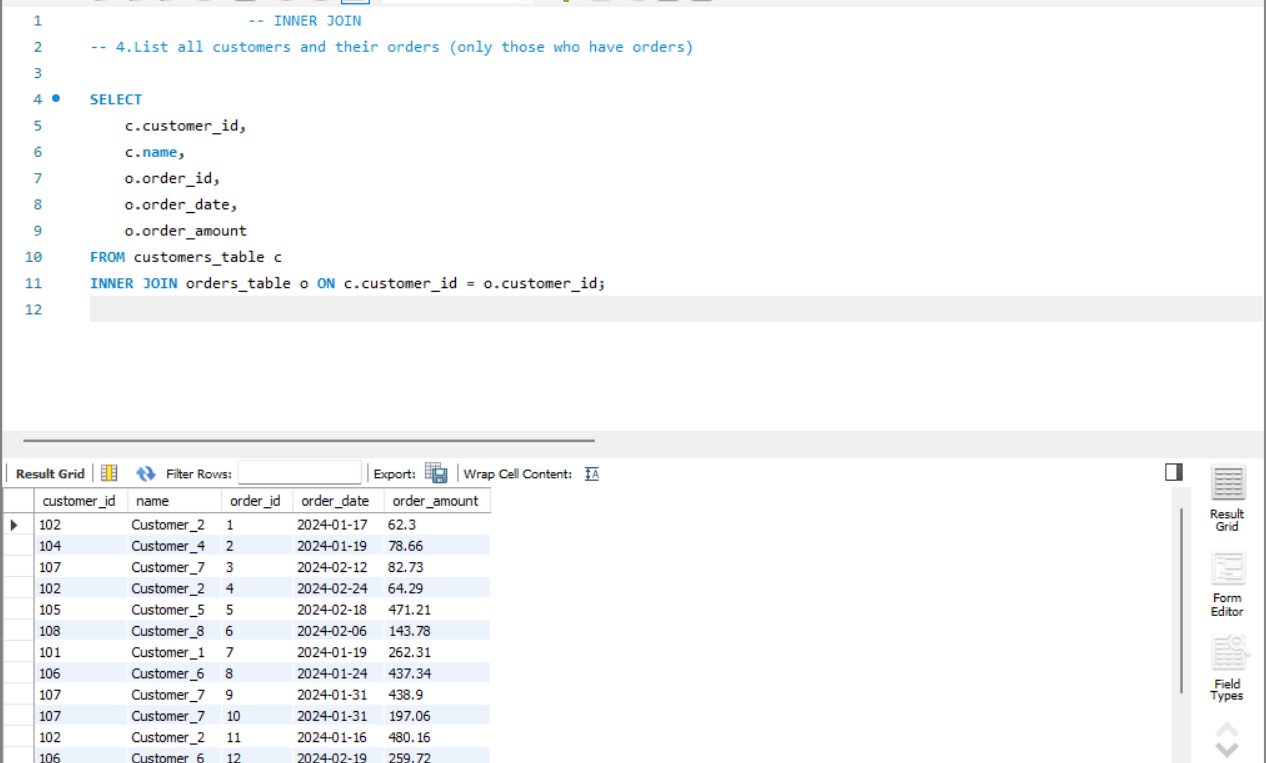 1 -- INNER JOIN
2 -- 4.List all customers and their orders (only those who have orders)
3
4 SELECT
5 c.customer_id,
6 c.name,
7 o.order_id,
8 o.order_date,
9 o.order_amount
10 FROM customers_table c
11 INNER JOIN orders_table o ON c.customer_id = o.customer_id;
12
Result Grid Filter Rows: Export: Wrap Cell Content: IA
customer_id name order_id order_date order_amount
102 Customer_2 1 2024-01-17 62.3
104 Customer_4 2 2024-01-19 78.66
107 Customer_7 3 2024-02-12 82.73
102 Customer_2 4 2024-02-24 64.29
105 Customer_5 5 2024-02-18 471.21
108 Customer_8 6 2024-02-06 143.78
101 Customer_1 7 2024-01-19 262.31
106 Customer_6 8 2024-01-24 437.34
107 Customer_7 9 2024-01-31 438.9
107 Customer_7 10 2024-01-31 197.06
102 Customer_2 11 2024-01-16 480.16
106 Customer_6 12 2024-02-19 259.72
Result
Grid
Form
Editor
Field
Types